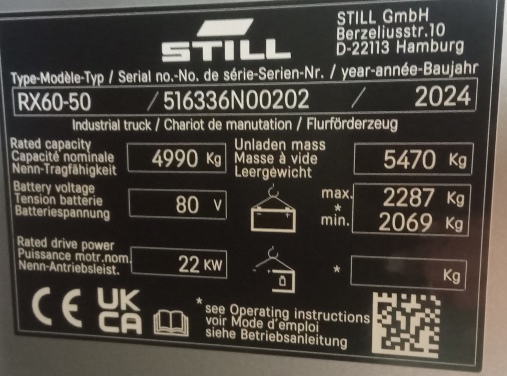 STILL
STILL GmbH
Berzeliusstr.10
D-22113 Hamburg
Type-Modèle-Typ / Serial no.-No. de série-Serien-Nr. / year-année-Baujahr
RX60-50 / 516336N00202 / 2024
Industrial truck / Chariot de manutation / Flurförderzeug
Rated capacity
Capacité nominale
Nenn-Tragfähigkeit
4990 Kg
Unladen mass
Masse à vide
Leergewicht
5470 Kg
Battery voltage
Tension batterie
Batteriespannung
80 V
max. 2287 Kg
*
min. 2069 Kg
Rated drive power
Puissance motr.nom.
Nenn-Antriebsleist.
22 KW
* Kg
CE UK
CA
* see Operating instructions
voir Mode d'emploi
siehe Betriebsanleitung